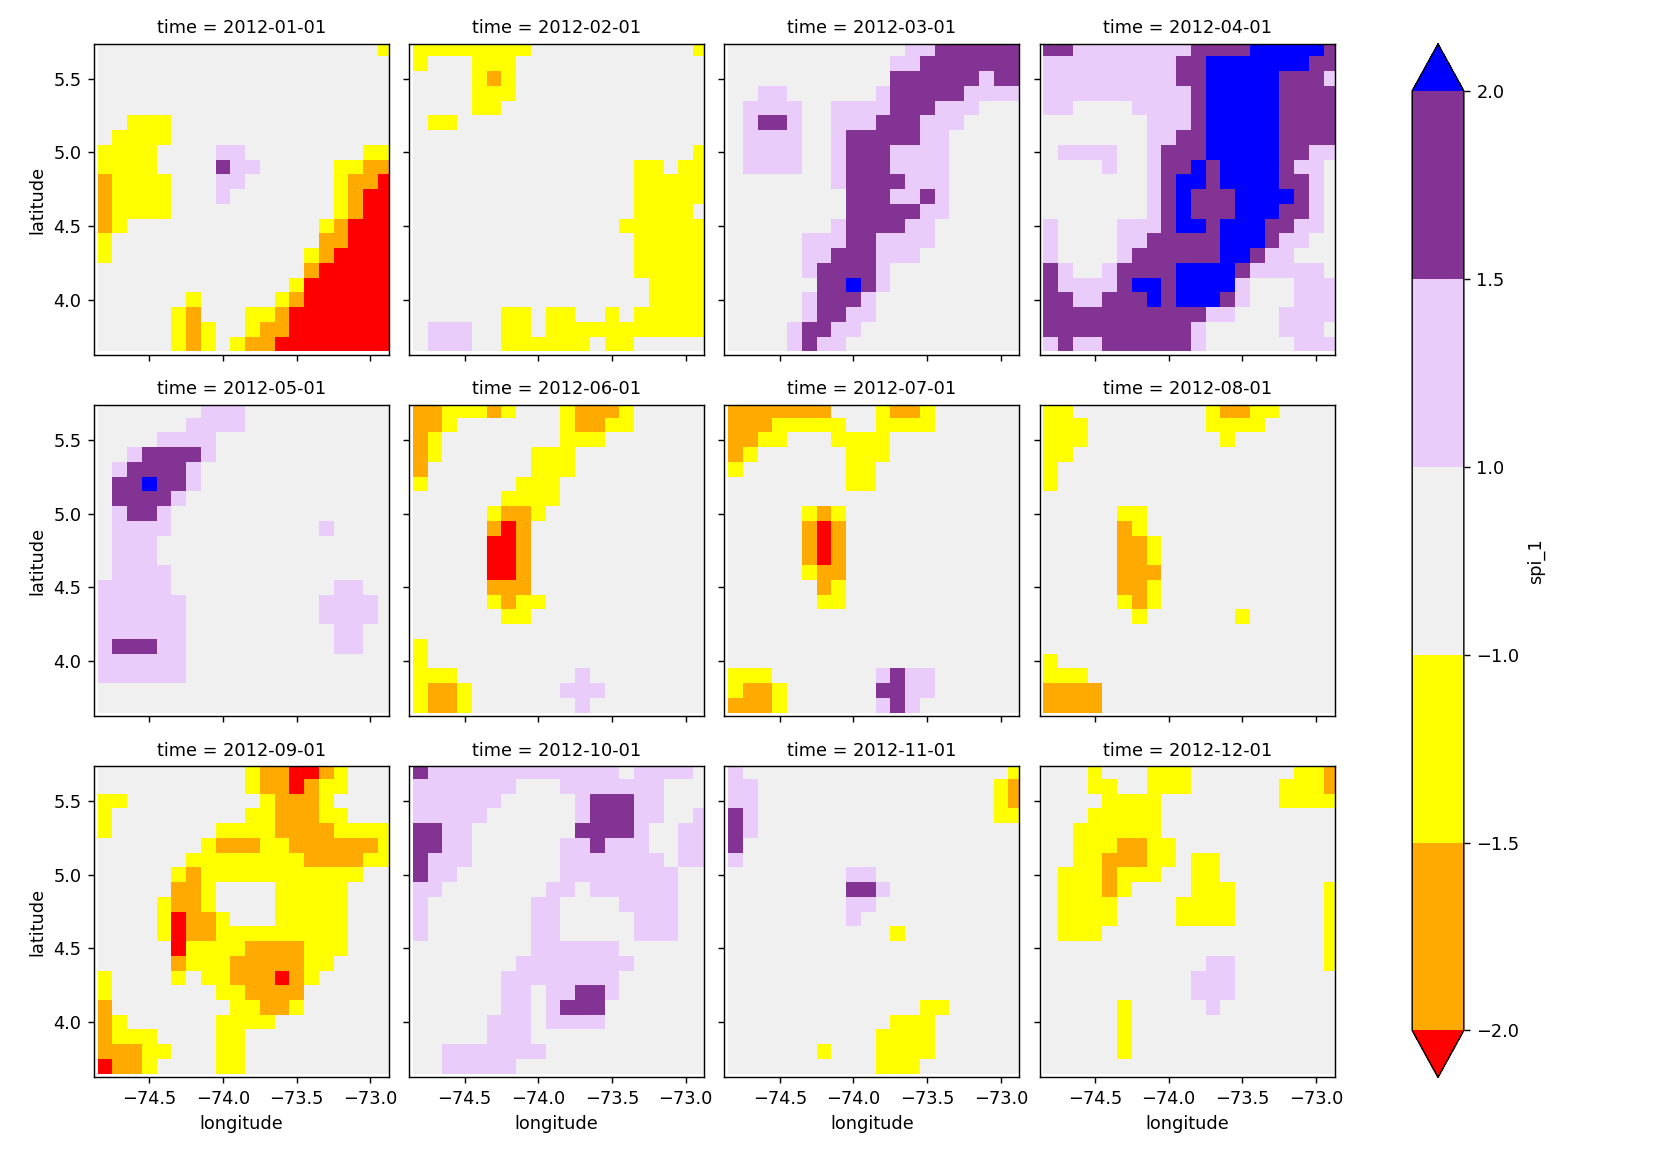 time = 2012-01-01
time = 2012-02-01
time = 2012-03-01
time = 2012-04-01
latitude
5.5
5.0
4.5
4.0
time = 2012-05-01
time = 2012-06-01
time = 2012-07-01
time = 2012-08-01
latitude
5.5
5.0
4.5
4.0
time = 2012-09-01
time = 2012-10-01
time = 2012-11-01
time = 2012-12-01
latitude
5.5
5.0
4.5
4.0
−74.5 −74.0 −73.5 −73.0
longitude
−74.5 −74.0 −73.5 −73.0
longitude
−74.5 −74.0 −73.5 −73.0
longitude
−74.5 −74.0 −73.5 −73.0
longitude
2.0
1.5
1.0
−1.0
−1.5
−2.0
spi_1